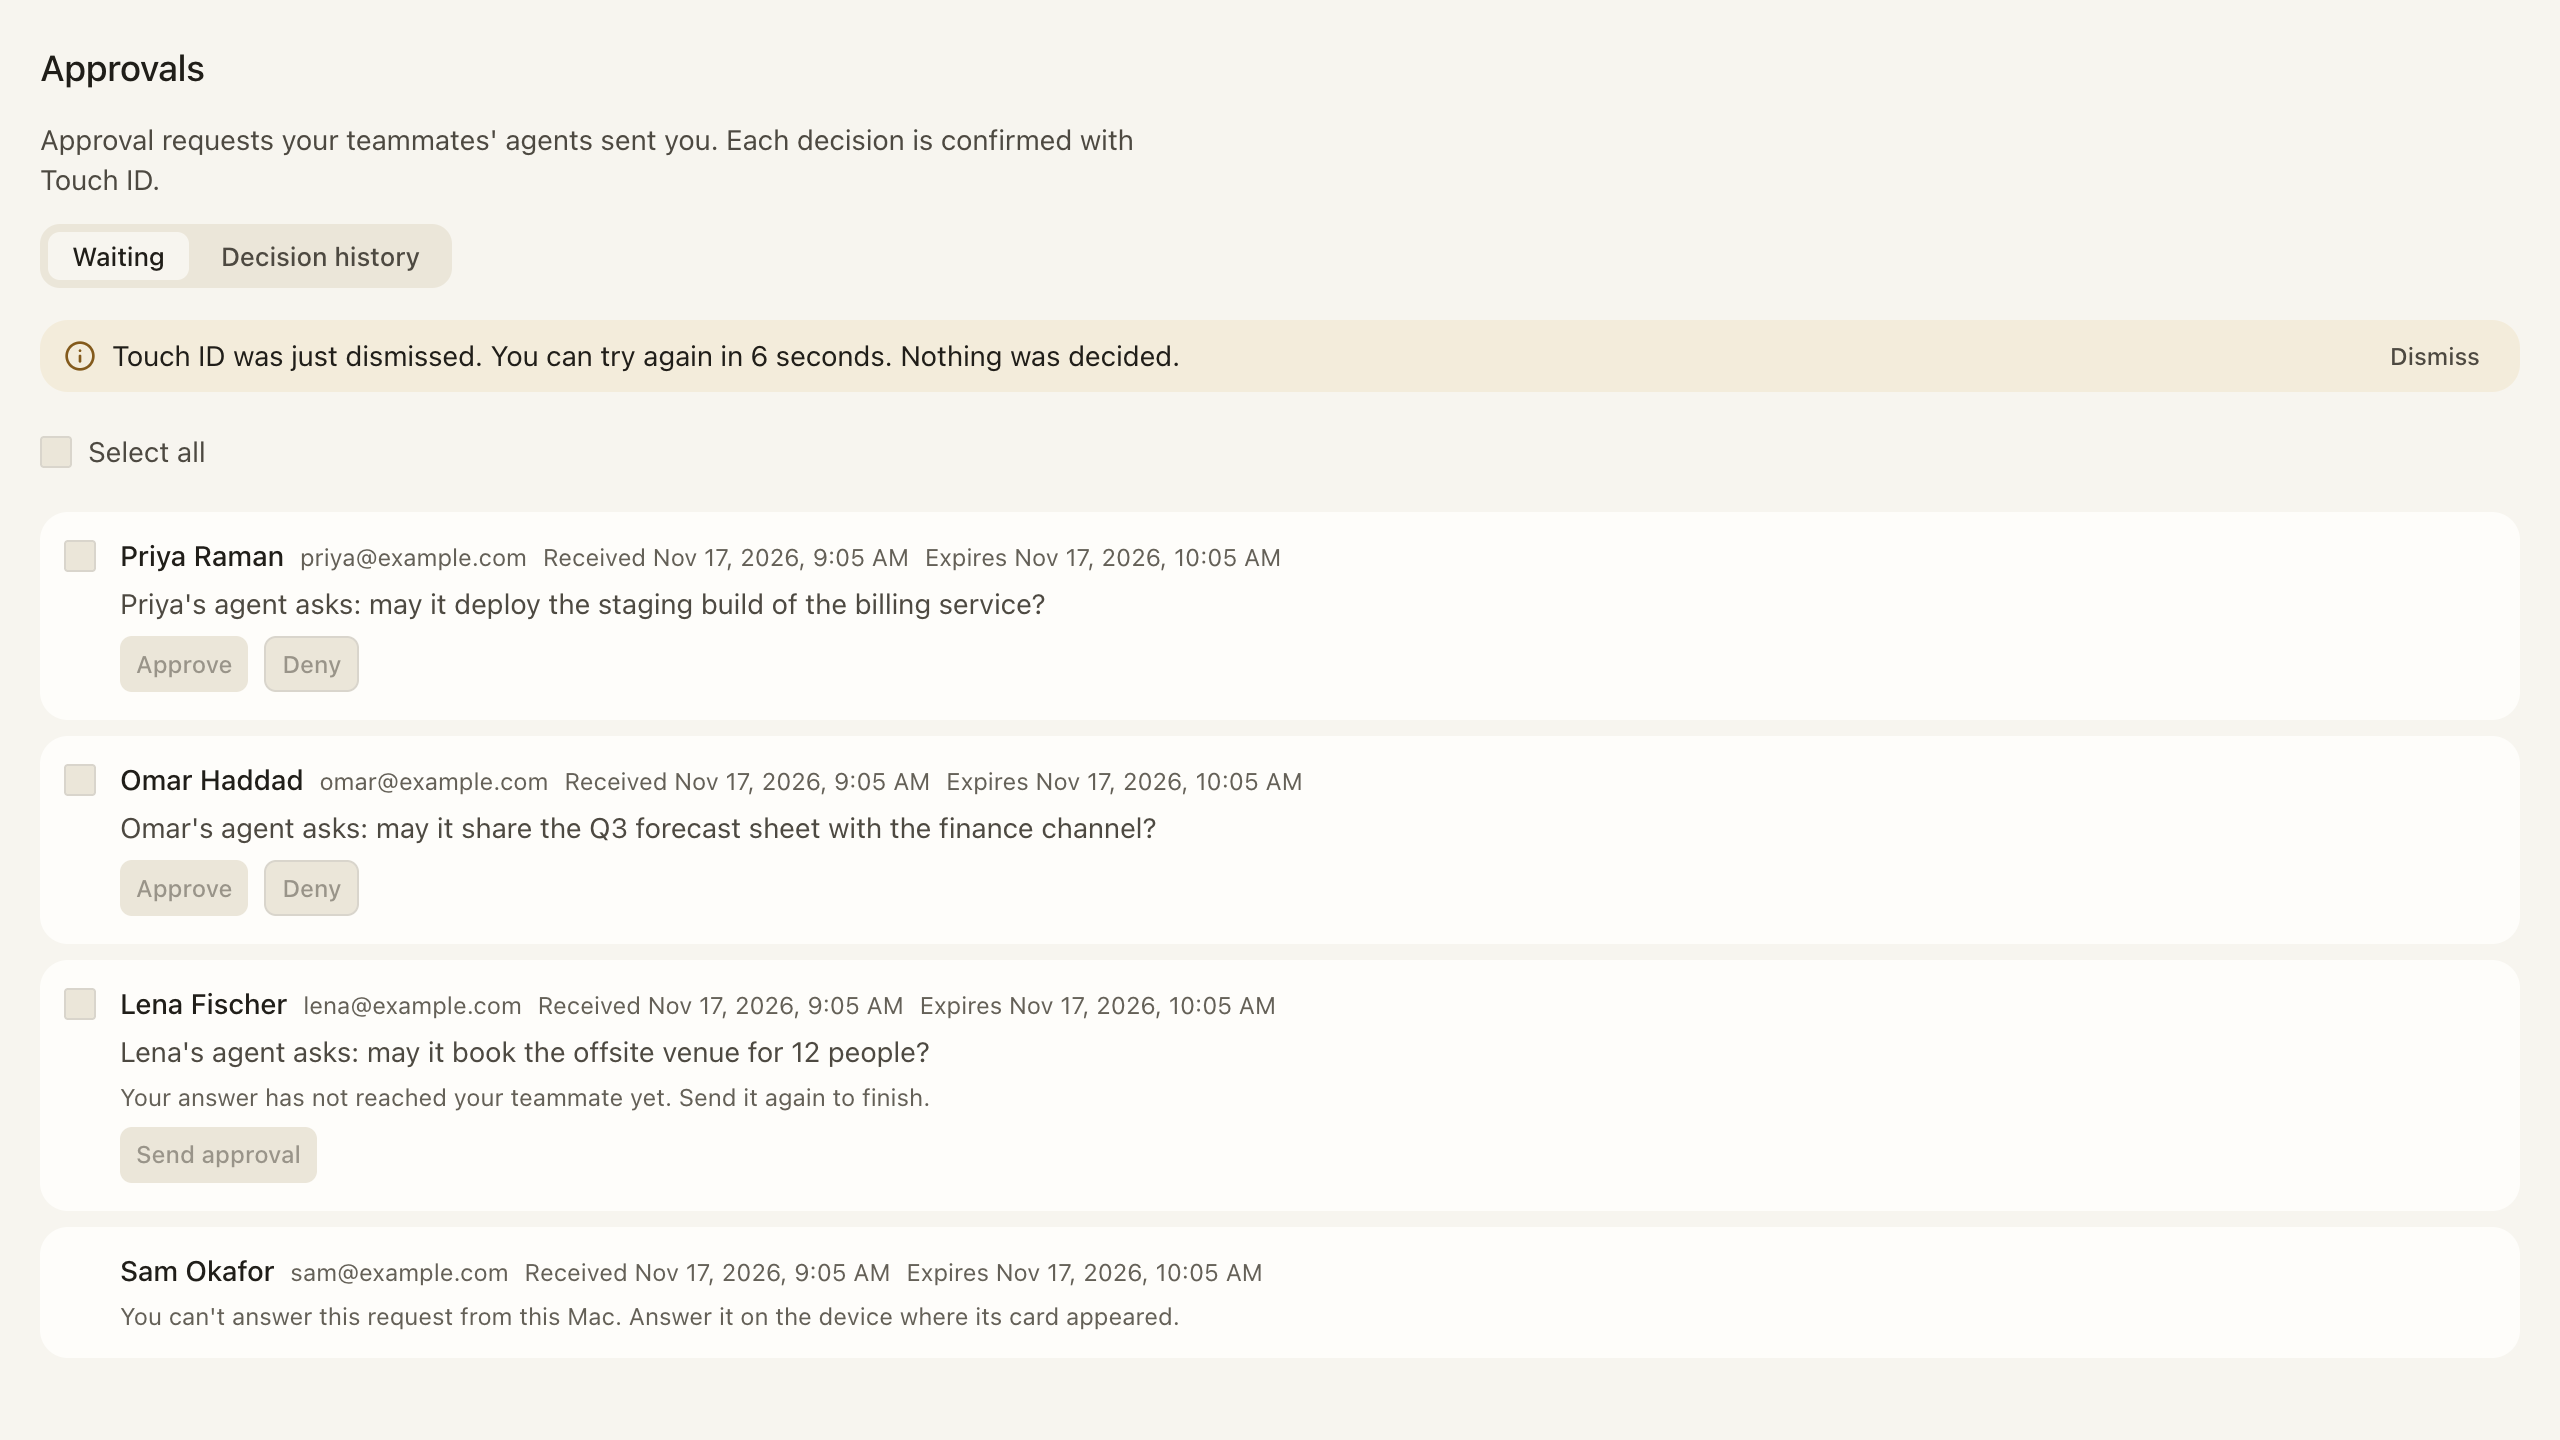 Approvals
Approval requests your teammates' agents sent you. Each decision is confirmed with
Touch ID.
Waiting
Decision history
Touch ID was just dismissed. You can try again in 6 seconds. Nothing was decided.
Dismiss
Select all
Priya Raman priya@example.com Received Nov 17, 2026, 9:05 AM Expires Nov 17, 2026, 10:05 AM
Priya's agent asks: may it deploy the staging build of the billing service?
Approve
Deny
Omar Haddad omar@example.com Received Nov 17, 2026, 9:05 AM Expires Nov 17, 2026, 10:05 AM
Omar's agent asks: may it share the Q3 forecast sheet with the finance channel?
Approve
Deny
Lena Fischer lena@example.com Received Nov 17, 2026, 9:05 AM Expires Nov 17, 2026, 10:05 AM
Lena's agent asks: may it book the offsite venue for 12 people?
Your answer has not reached your teammate yet. Send it again to finish.
Send approval
Sam Okafor sam@example.com Received Nov 17, 2026, 9:05 AM Expires Nov 17, 2026, 10:05 AM
You can't answer this request from this Mac. Answer it on the device where its card appeared.